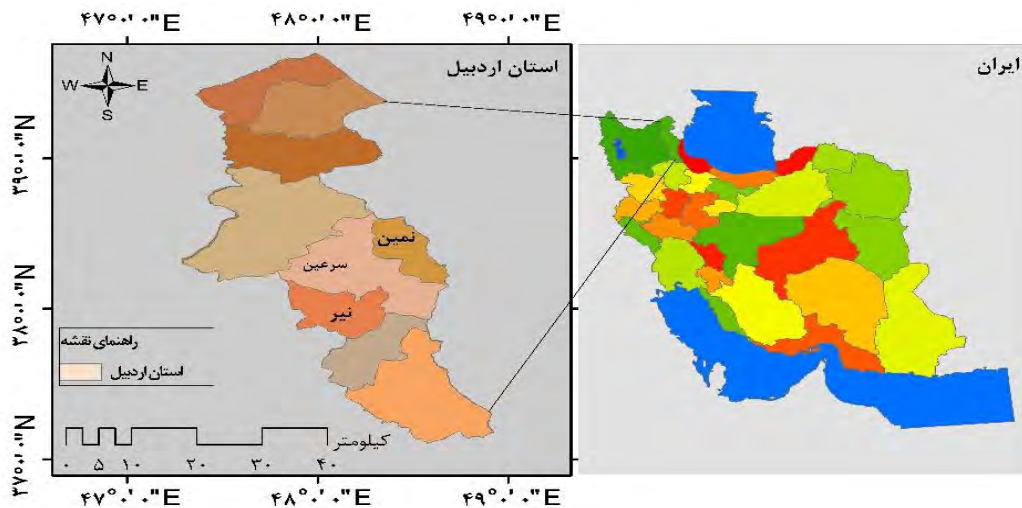 ۴۷°۰'۰"E ۴۸°۰'۰"E ۴۹°۰'۰"E
استان اردبیل
ایران
N
W E
S
۳۹°۰'۰"N
۳۸°۰'۰"N
۳۷°۰'۰"N
نمین
سرعین
نیر
راهنمای نقشه
استان اردبیل
کیلومتر
۰ ۵ ۱۰ ۲۰ ۳۰ ۴۰
۴۷°۰'۰"E ۴۸°۰'۰"E ۴۹°۰'۰"E